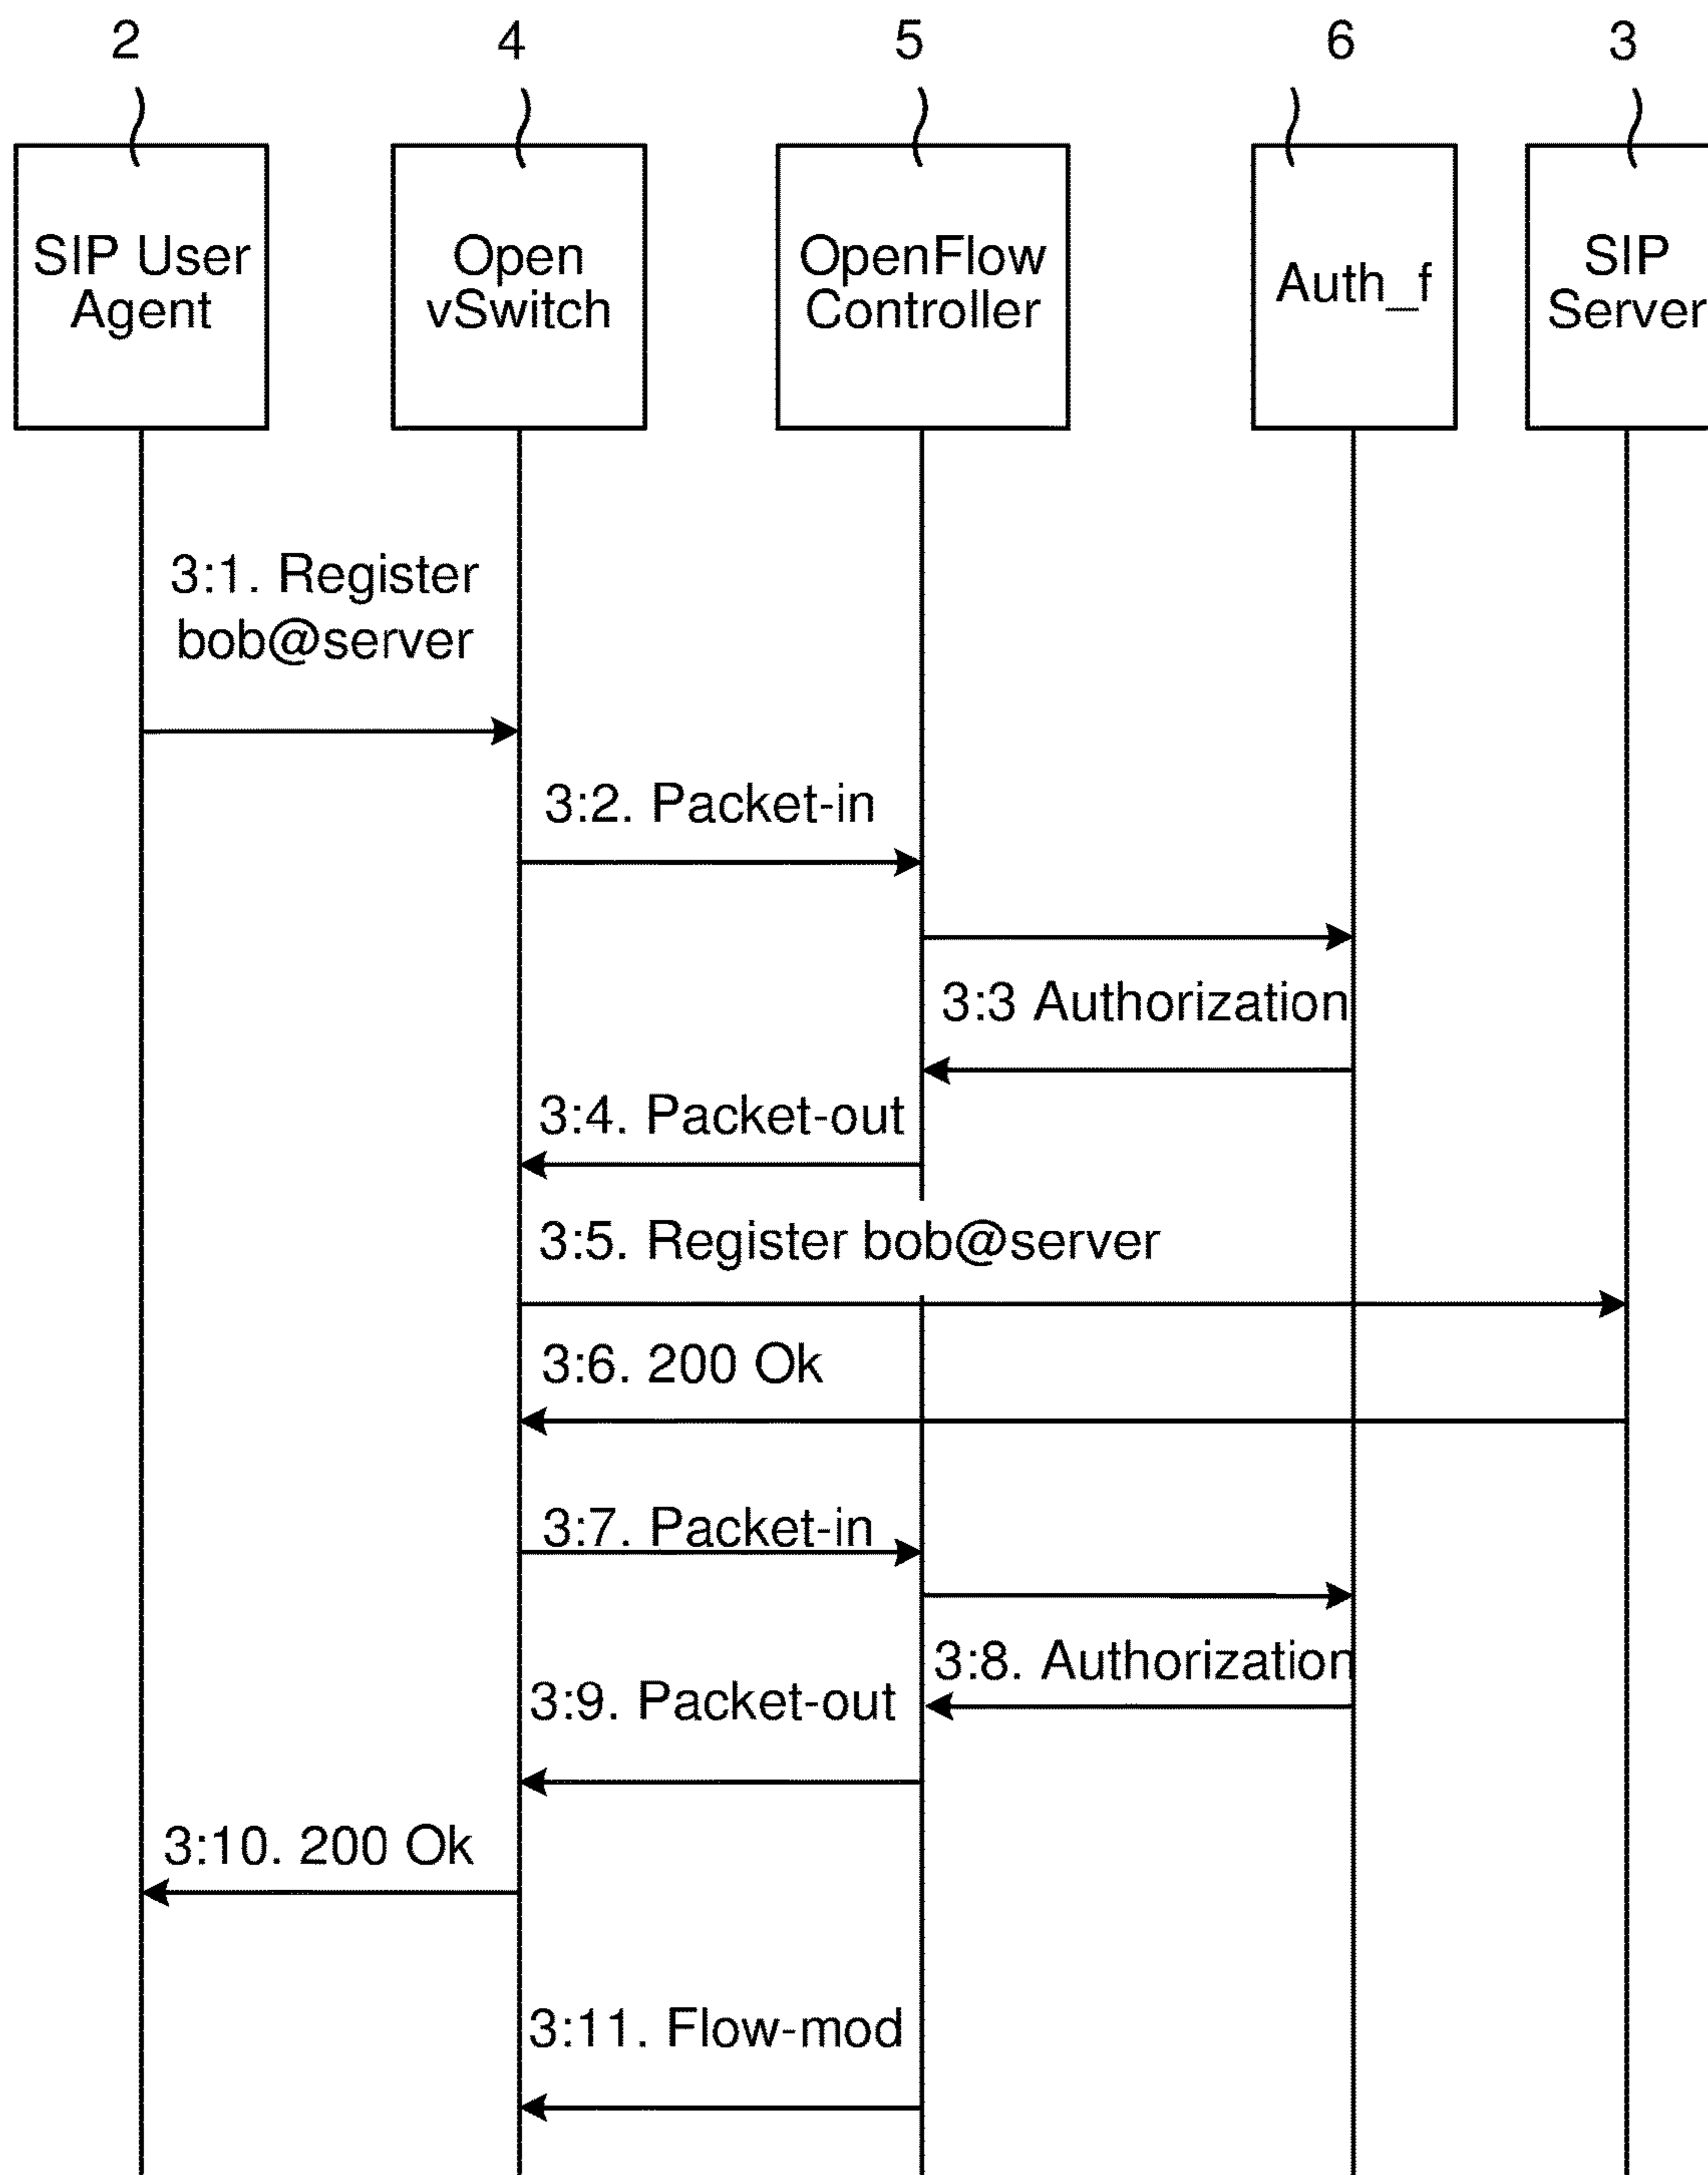 2
4
5
6
3
SIP User
Agent
Open
vSwitch
OpenFlow
Controller
Auth_f
SIP
Server
3:1. Register
bob@server
3:2. Packet-in
3:3 Authorization
3:4. Packet-out
3:5. Register bob@server
3:6. 200 Ok
3:7. Packet-in
3:8. Authorization
3:9. Packet-out
3:10. 200 Ok
3:11. Flow-mod